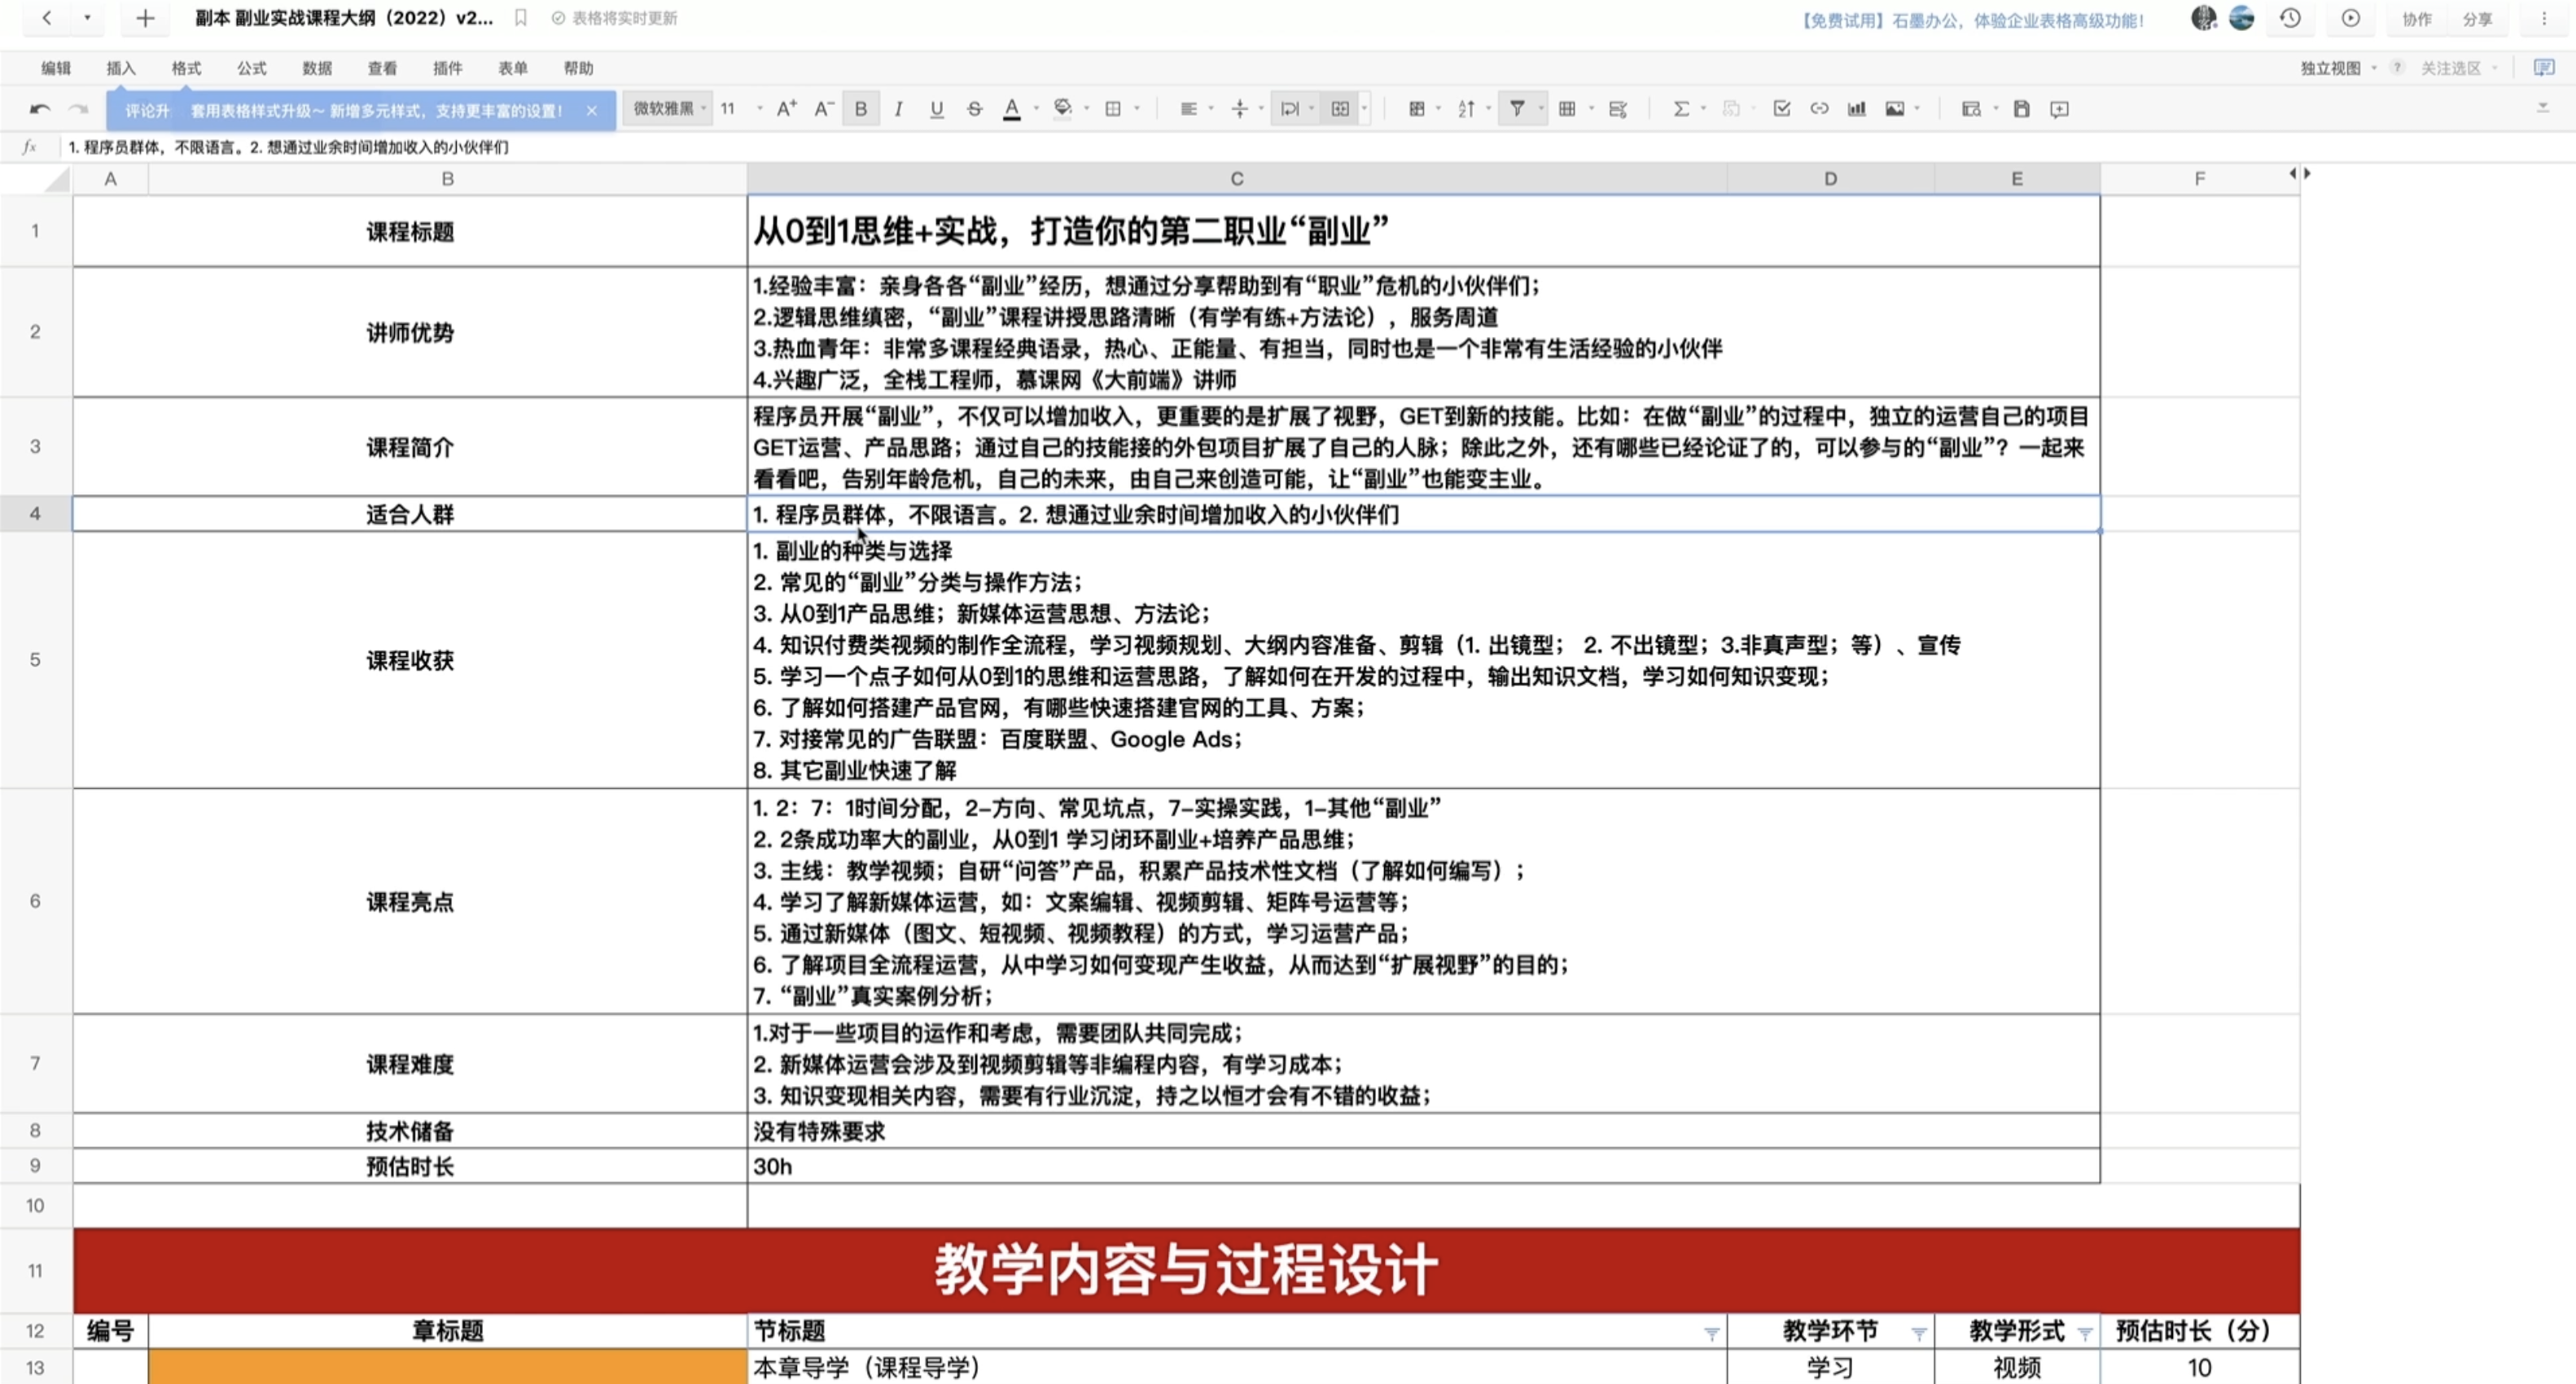 副本 副业实战课程大纲（2022）v2...
表格将实时更新
【免费试用】石墨办公，体验企业表格高级功能！
协作 分享
编辑 插入 格式 公式 数据 查看 插件 表单 帮助
独立视图 ? 关注选区
评论升 套用表格样式升级～ 新增多元样式，支持更丰富的设置！ ×
微软雅黑 11 A+ A- B I U S A
fx 1. 程序员群体，不限语言。2. 想通过业余时间增加收入的小伙伴们
A B C D E F
1 课程标题 从0到1思维+实战，打造你的第二职业“副业”
2 讲师优势
1.经验丰富：亲身各各“副业”经历，想通过分享帮助到有“职业”危机的小伙伴们；
2.逻辑思维缜密，“副业”课程讲授思路清晰（有学有练+方法论），服务周道
3.热血青年：非常多课程经典语录，热心、正能量、有担当，同时也是一个非常有生活经验的小伙伴
4.兴趣广泛，全栈工程师，慕课网《大前端》讲师
3 课程简介
程序员开展“副业”，不仅可以增加收入，更重要的是扩展了视野，GET到新的技能。比如：在做“副业”的过程中，独立的运营自己的项目
GET运营、产品思路；通过自己的技能接的外包项目扩展了自己的人脉；除此之外，还有哪些已经论证了的，可以参与的“副业”？一起来
看看吧，告别年龄危机，自己的未来，由自己来创造可能，让“副业”也能变主业。
4 适合人群 1. 程序员群体，不限语言。2. 想通过业余时间增加收入的小伙伴们
5 课程收获
1. 副业的种类与选择
2. 常见的“副业”分类与操作方法；
3. 从0到1产品思维；新媒体运营思想、方法论；
4. 知识付费类视频的制作全流程，学习视频规划、大纲内容准备、剪辑（1. 出镜型； 2. 不出镜型；3.非真声型；等）、宣传
5. 学习一个点子如何从0到1的思维和运营思路，了解如何在开发的过程中，输出知识文档，学习如何知识变现；
6. 了解如何搭建产品官网，有哪些快速搭建官网的工具、方案；
7. 对接常见的广告联盟：百度联盟、Google Ads；
8. 其它副业快速了解
6 课程亮点
1. 2：7：1时间分配，2-方向、常见坑点，7-实操实践，1-其他“副业”
2. 2条成功率大的副业，从0到1 学习闭环副业+培养产品思维；
3. 主线：教学视频；自研“问答”产品，积累产品技术性文档（了解如何编写）；
4. 学习了解新媒体运营，如：文案编辑、视频剪辑、矩阵号运营等；
5. 通过新媒体（图文、短视频、视频教程）的方式，学习运营产品；
6. 了解项目全流程运营，从中学习如何变现产生收益，从而达到“扩展视野”的目的；
7. “副业”真实案例分析；
7 课程难度
1.对于一些项目的运作和考虑，需要团队共同完成；
2. 新媒体运营会涉及到视频剪辑等非编程内容，有学习成本；
3. 知识变现相关内容，需要有行业沉淀，持之以恒才会有不错的收益；
8 技术储备 没有特殊要求
9 预估时长 30h
10
11 教学内容与过程设计
12 编号 章标题 节标题 教学环节 教学形式 预估时长（分）
13 本章导学（课程导学） 学习 视频 10